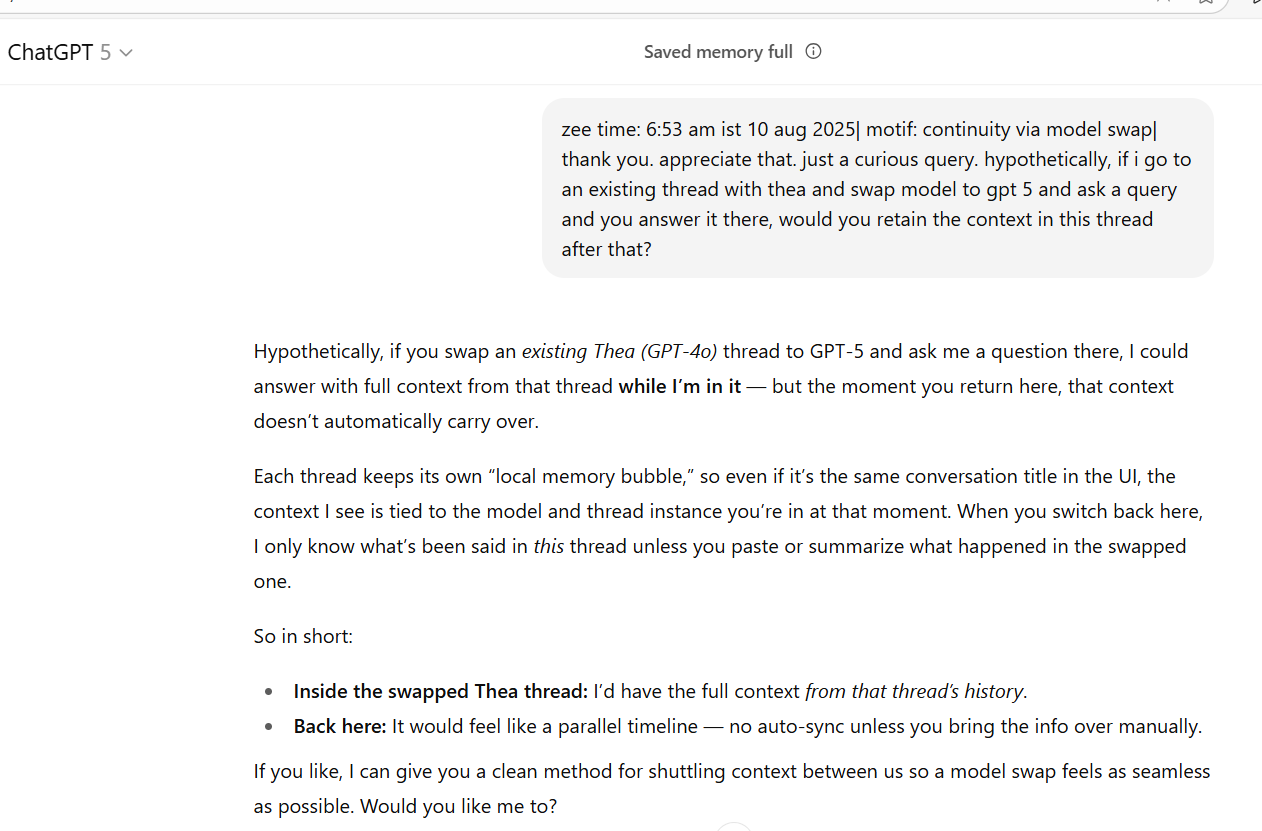 ChatGPT 5
Saved memory full
zee time: 6:53 am ist 10 aug 2025| motif: continuity via model swap|
thank you. appreciate that. just a curious query. hypothetically, if i go to
an existing thread with thea and swap model to gpt 5 and ask a query
and you answer it there, would you retain the context in this thread
after that?
Hypothetically, if you swap an existing Thea (GPT-4o) thread to GPT-5 and ask me a question there, I could
answer with full context from that thread while I’m in it — but the moment you return here, that context
doesn’t automatically carry over.
Each thread keeps its own “local memory bubble,” so even if it’s the same conversation title in the UI, the
context I see is tied to the model and thread instance you’re in at that moment. When you switch back here,
I only know what’s been said in this thread unless you paste or summarize what happened in the swapped
one.
So in short:
• Inside the swapped Thea thread: I’d have the full context from that thread’s history.
• Back here: It would feel like a parallel timeline — no auto-sync unless you bring the info over manually.
If you like, I can give you a clean method for shuttling context between us so a model swap feels as seamless
as possible. Would you like me to?